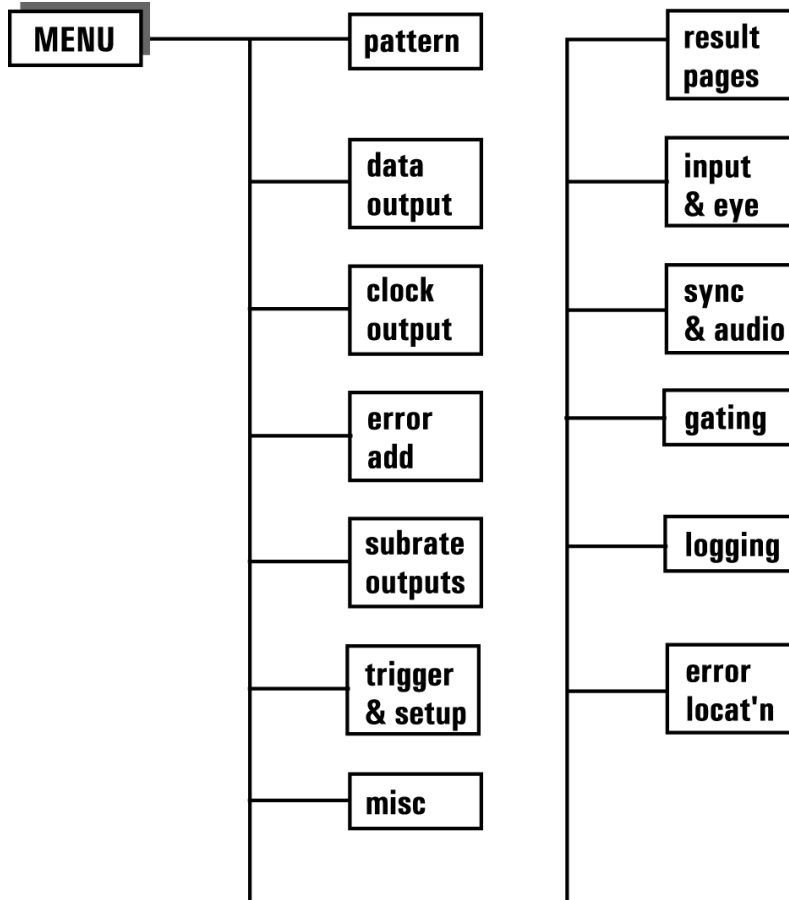 MENU
pattern
data
output
clock
output
error
add
subrate
outputs
trigger
& setup
misc
result
pages
input
& eye
sync
& audio
gating
logging
error
locat'n